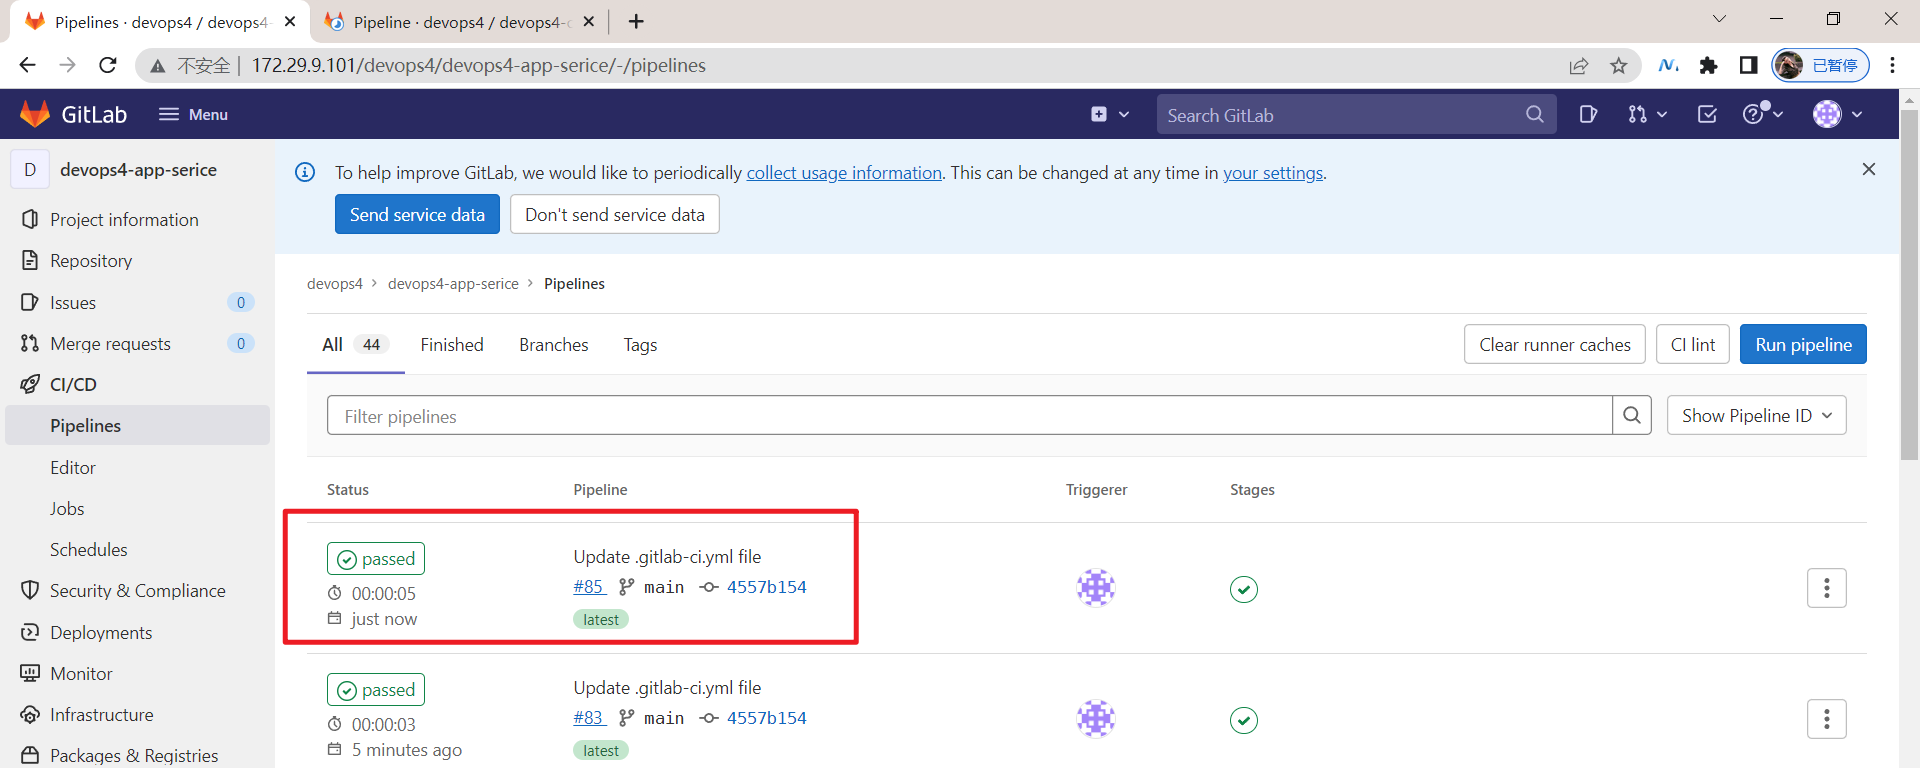 Pipelines · devops4 / devops4-
Pipeline · devops4 / devops4-
不安全 | 172.29.9.101/devops4/devops4-app-serice/-/pipelines
已暂停
GitLab
Menu
Search GitLab
D devops4-app-serice
Project information
Repository
Issues 0
Merge requests 0
CI/CD
Pipelines
Editor
Jobs
Schedules
Security & Compliance
Deployments
Monitor
Infrastructure
Packages & Registries
To help improve GitLab, we would like to periodically collect usage information. This can be changed at any time in your settings.
Send service data Don't send service data
devops4 > devops4-app-serice > Pipelines
All 44 Finished Branches Tags Clear runner caches CI lint Run pipeline
Filter pipelines Show Pipeline ID
Status Pipeline Triggerer Stages
passed
00:00:05
just now
Update .gitlab-ci.yml file
#85 main 4557b154
latest
passed
00:00:03
5 minutes ago
Update .gitlab-ci.yml file
#83 main 4557b154
latest